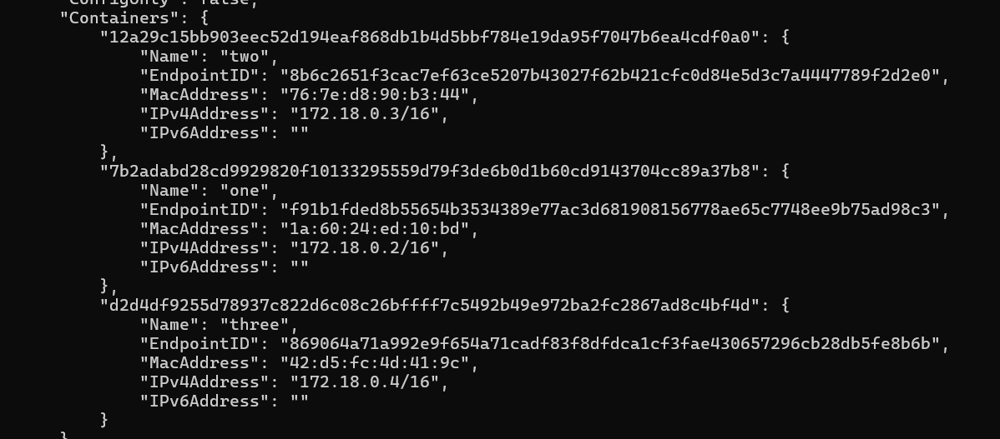 "ConfigOnly": false,
"Containers": {
"12a29c15bb903eec52d194eaf868db1b4d5bbf784e19da95f7047b6ea4cdf0a0": {
"Name": "two",
"EndpointID": "8b6c2651f3cac7ef63ce5207b43027f62b421cfc0d84e5d3c7a4447789f2d2e0",
"MacAddress": "76:7e:d8:90:b3:44",
"IPv4Address": "172.18.0.3/16",
"IPv6Address": ""
},
"7b2adabd28cd9929820f10133295559d79f3de6b0d1b60cd9143704cc89a37b8": {
"Name": "one",
"EndpointID": "f91b1fded8b55654b3534389e77ac3d681908156778ae65c7748ee9b75ad98c3",
"MacAddress": "1a:60:24:ed:10:bd",
"IPv4Address": "172.18.0.2/16",
"IPv6Address": ""
},
"d2d4df9255d78937c822d6c08c26bffff7c5492b49e972ba2fc2867ad8c4bf4d": {
"Name": "three",
"EndpointID": "869064a71a992e9f654a71cadf83f8dfdca1cf3fae430657296cb28db5fe8b6b",
"MacAddress": "42:d5:fc:4d:41:9c",
"IPv4Address": "172.18.0.4/16",
"IPv6Address": ""
}
}